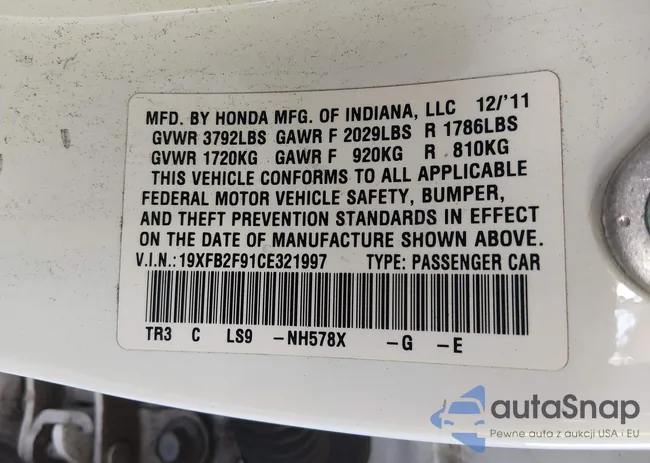 MFD. BY HONDA MFG. OF INDIANA, LLC 12/'11
GVWR 3792LBS GAWR F 2029LBS R 1786LBS
GVWR 1720KG GAWR F 920KG R 810KG
THIS VEHICLE CONFORMS TO ALL APPLICABLE
FEDERAL MOTOR VEHICLE SAFETY, BUMPER,
AND THEFT PREVENTION STANDARDS IN EFFECT
ON THE DATE OF MANUFACTURE SHOWN ABOVE.
V.I.N.:19XFB2F91CE321997 TYPE: PASSENGER CAR
TR3 C LS9 -NH578X -G -E
autaSnap
Pewne auta z aukcji USA i EU